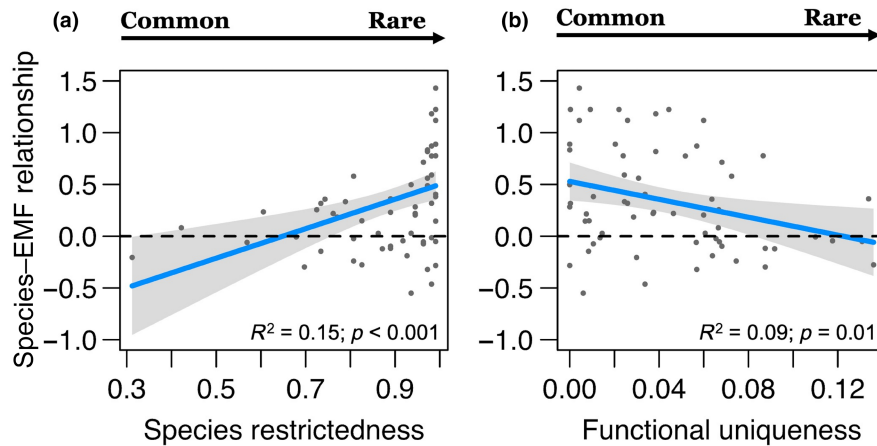 (a) Common Rare
(b) Common Rare
Species–EMF relationship
1.5
1.0
0.5
0.0
−0.5
−1.0
R² = 0.15; p < 0.001
0.3 0.5 0.7 0.9
Species restrictedness
1.5
1.0
0.5
0.0
−0.5
−1.0
R² = 0.09; p = 0.01
0.00 0.04 0.08 0.12
Functional uniqueness